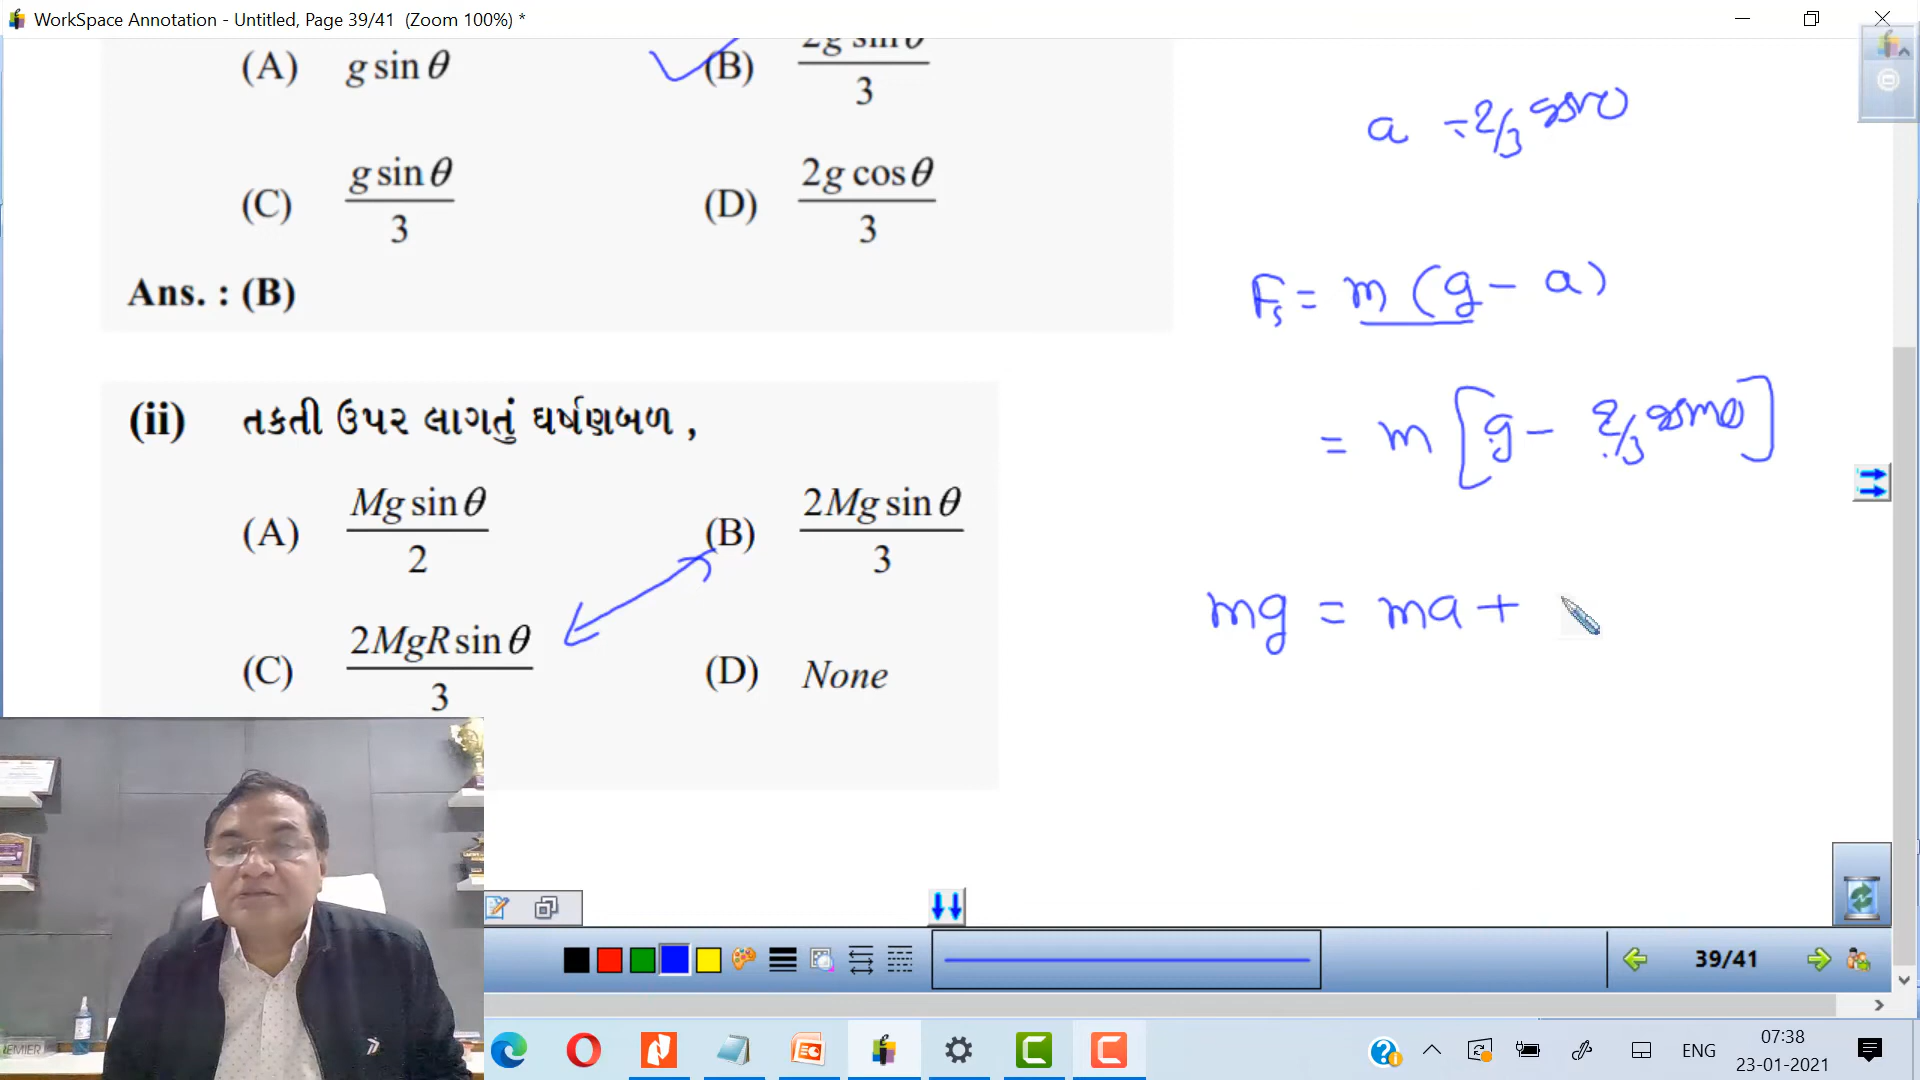 WorkSpace Annotation - Untitled, Page 39/41 (Zoom 100%) *
(A) g sin θ (B) 2g sin θ / 3
(C) g sin θ / 3 (D) 2g cos θ / 3
Ans. : (B)
a = 2/3 g sin θ
Fs = m (g - a)
= m [g - 2/3 g sin θ]
mg = ma +
(ii) તકતી ઉપર લાગતું ઘર્ષણબળ ,
(A) Mg sin θ / 2 (B) 2Mg sin θ / 3
(C) 2MgR sin θ / 3 (D) None
39/41
ENG
07:38
23-01-2021